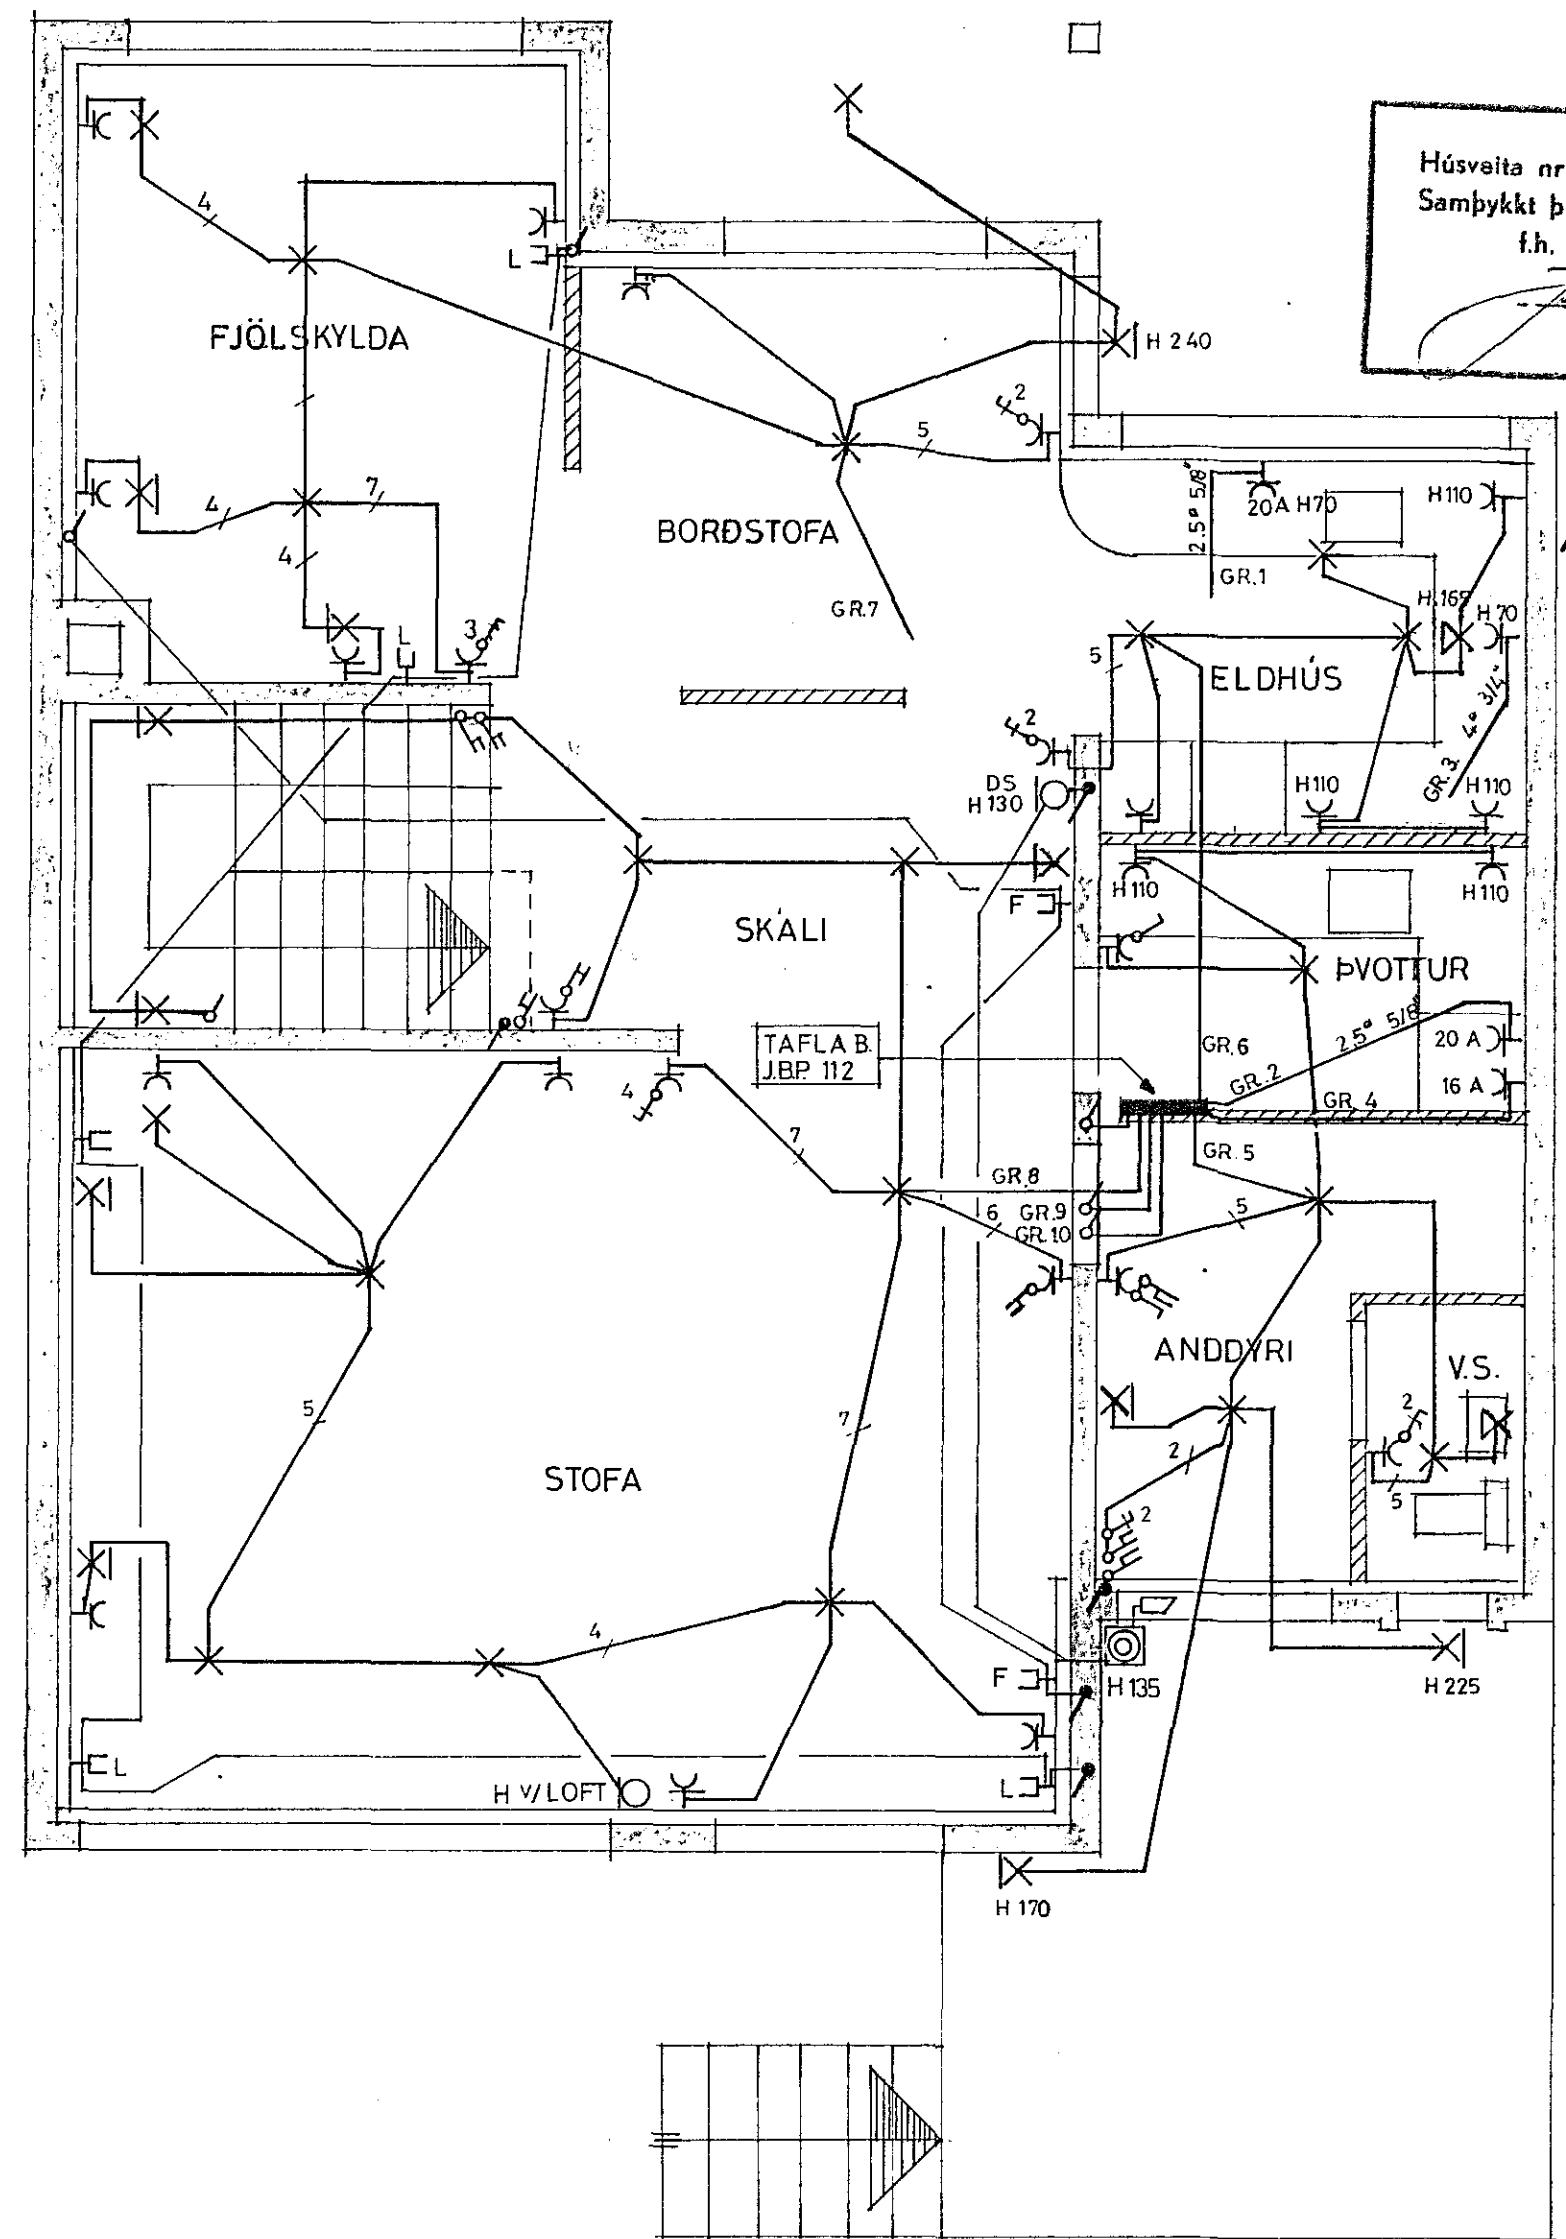 Húsveita nr
Samþykkt þ
f.h.
4
L
FJÖLSKYLDA
H 240
2
5
2.5▫ 5/8"
20A H70
H110
BORÐSTOFA
7
4
4
GR.1
H.165
H 70
GR.7
3
L
5
ELDHÚS
4▫ 3/4"
GR.3
2
DS
H 130
H110
H110
H110
H110
F
SKÁLI
ÞVOTTUR
TAFLA B.
J.B.P. 112
GR.6
2.5▫ 5/8"
20 A
GR.2
16 A
GR. 4
4
7
GR. 5
GR.8
6
GR.9
5
GR.10
ANDDYRI
V.S.
5
7
2
2
STOFA
5
2
4
F
H 135
H 225
L
H V/LOFT
L
H 170